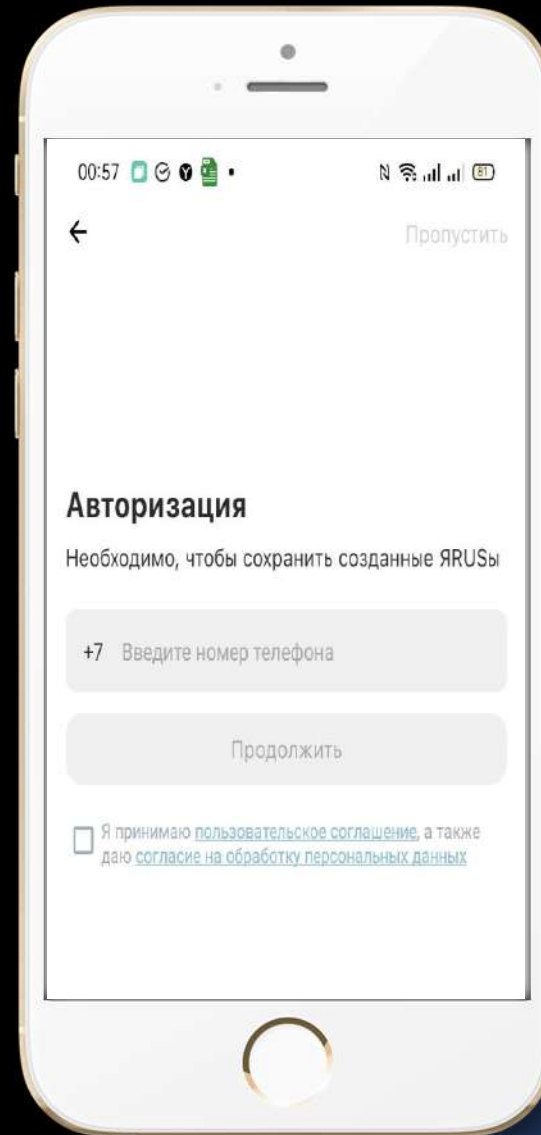 00:57
81
Пропустить
Авторизация
Необходимо, чтобы сохранить созданные ЯRUSы
+7 Введите номер телефона
Продолжить
Я принимаю пользовательское соглашение, а также
даю согласие на обработку персональных данных